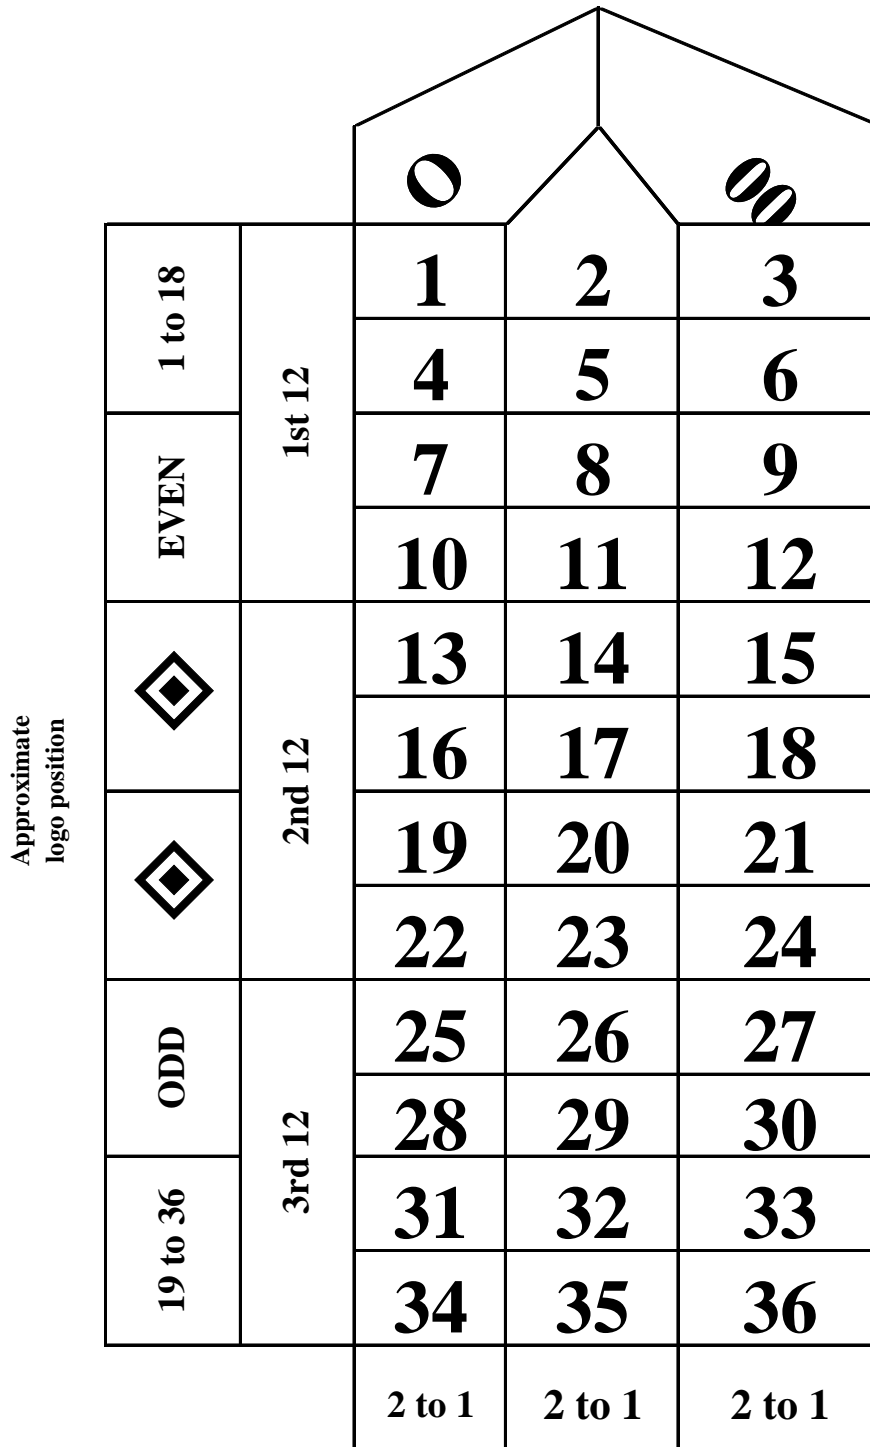 0 00
1 to 18
1st 12
1 2 3
4 5 6
EVEN
7 8 9
10 11 12
2nd 12
13 14 15
16 17 18
Approximate
logo position
19 20 21
22 23 24
ODD
3rd 12
25 26 27
28 29 30
19 to 36
31 32 33
34 35 36
2 to 1 2 to 1 2 to 1